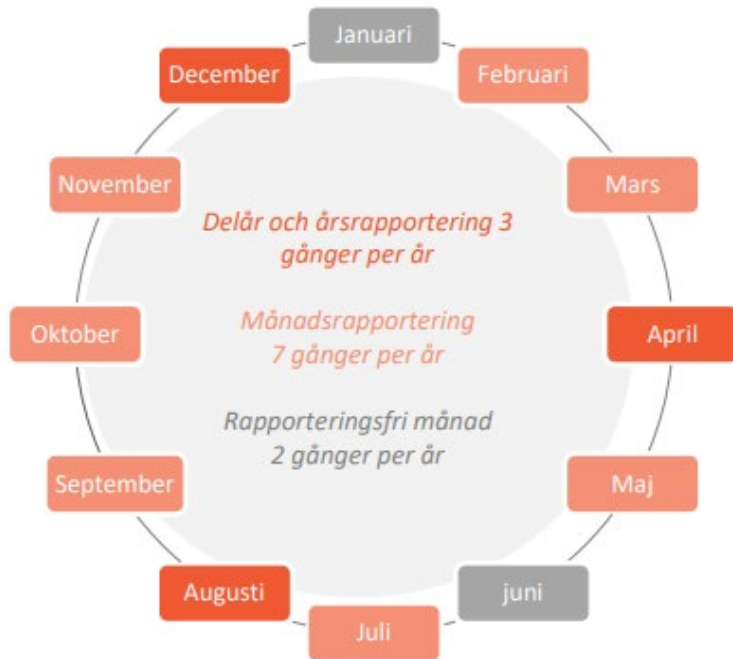 Januari
December
Februari
November
Mars
Delår och årsrapportering 3
gånger per år
Oktober
Månadsrapportering
7 gånger per år
April
Rapporteringsfri månad
2 gånger per år
September
Maj
Augusti
juni
Juli